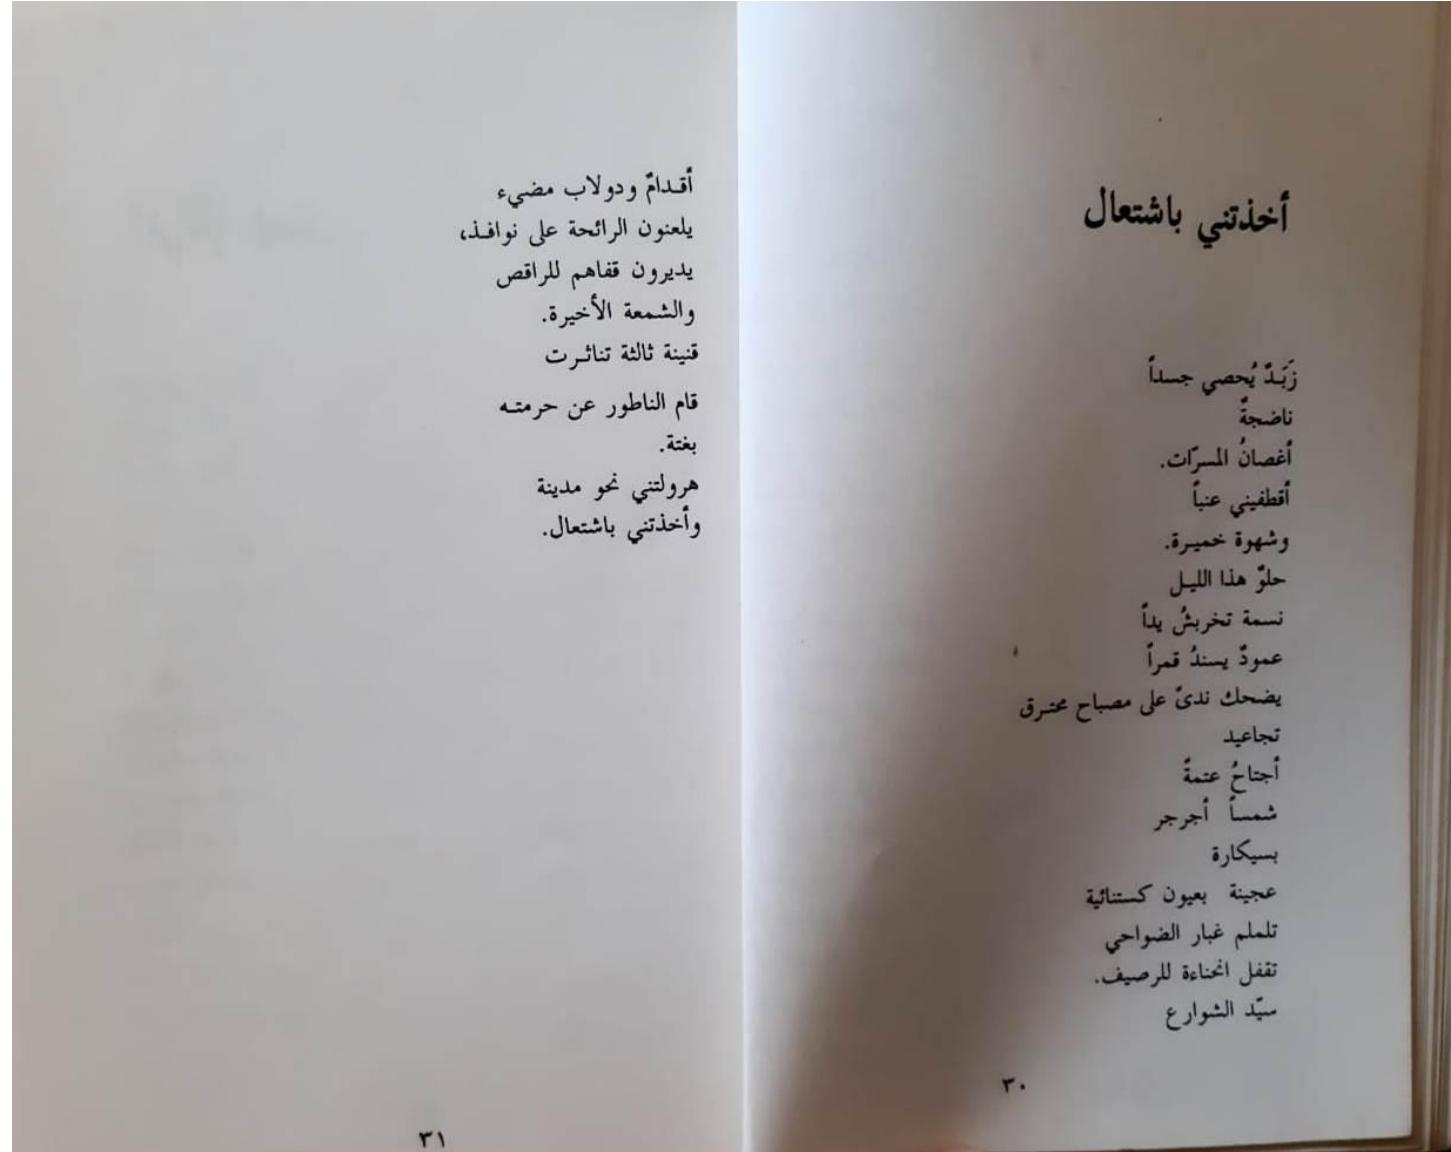 أخذتني باشتعال
زَبَدٌ يُحصي جسداً
ناضجةٌ
أغصانُ المسرّات.
أقطفيني عنباً
وشهوة خميرة.
حلوٌ هذا الليل
نسمة تخربشُ يداً
عمودٌ يسندُ قمراً
يضحك ندىً على مصباح محترق
تجاعيد
أجتاحُ عتمةً
شمساً أجرجر
بسيكارة
عجينة بعيون كستنائية
تلملم غبار الضواحي
تقفل انحناءة للرصيف.
سيّد الشوارع
٣٠
أقدامٌ ودولاب مضيء
يلعنون الرائحة على نوافذ،
يديرون قفاهم للراقص
والشمعة الأخيرة.
قنينة ثالثة تناثرت
قام الناطور عن حرمته
بغتة.
هرولتني نحو مدينة
وأخذتني باشتعال.
٣١